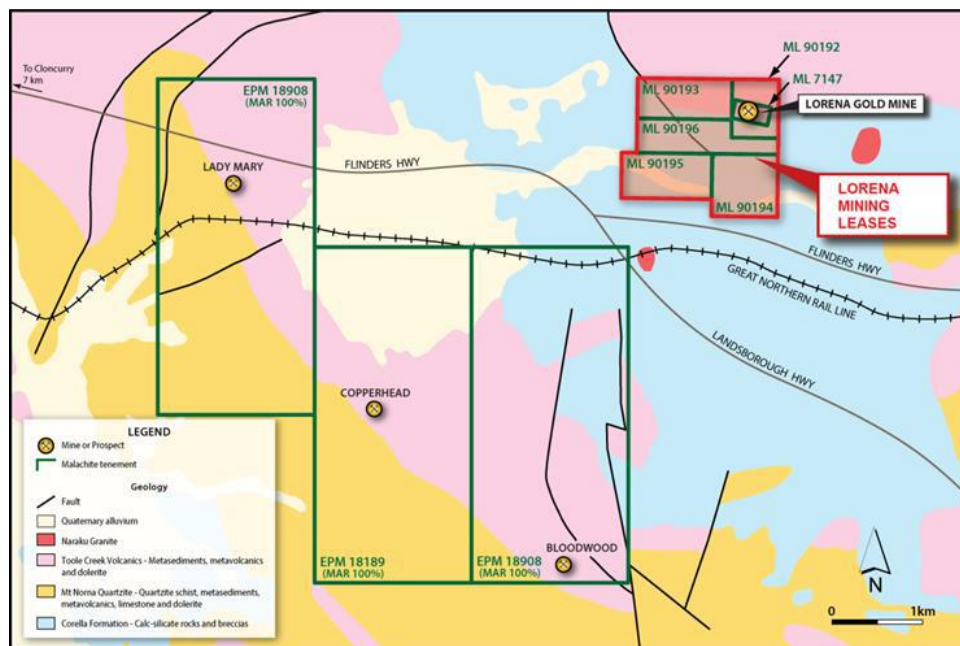 To Cloncurry
7 km
EPM 18908
(MAR 100%)
LADY MARY
FLINDERS HWY
ML 90192
ML 7147
ML 90193
LORENA GOLD MINE
ML 90196
ML 90195
ML 90194
LORENA
MINING
LEASES
FLINDERS HWY
GREAT NORTHERN RAIL LINE
LANDSBOROUGH HWY
COPPERHEAD
BLOODWOOD
EPM 18189
(MAR 100%)
EPM 18908
(MAR 100%)
LEGEND
Mine or Prospect
Malachite tenement
Geology
Fault
Quaternary alluvium
Naraku Granite
Toole Creek Volcanics - Metasediments, metavolcanics
and dolerite
Mt Norna Quartzite - Quartzite schist, metasediments,
metavolcanics, limestone and dolerite
Corella Formation - Calc-silicate rocks and breccias
N
0 1km